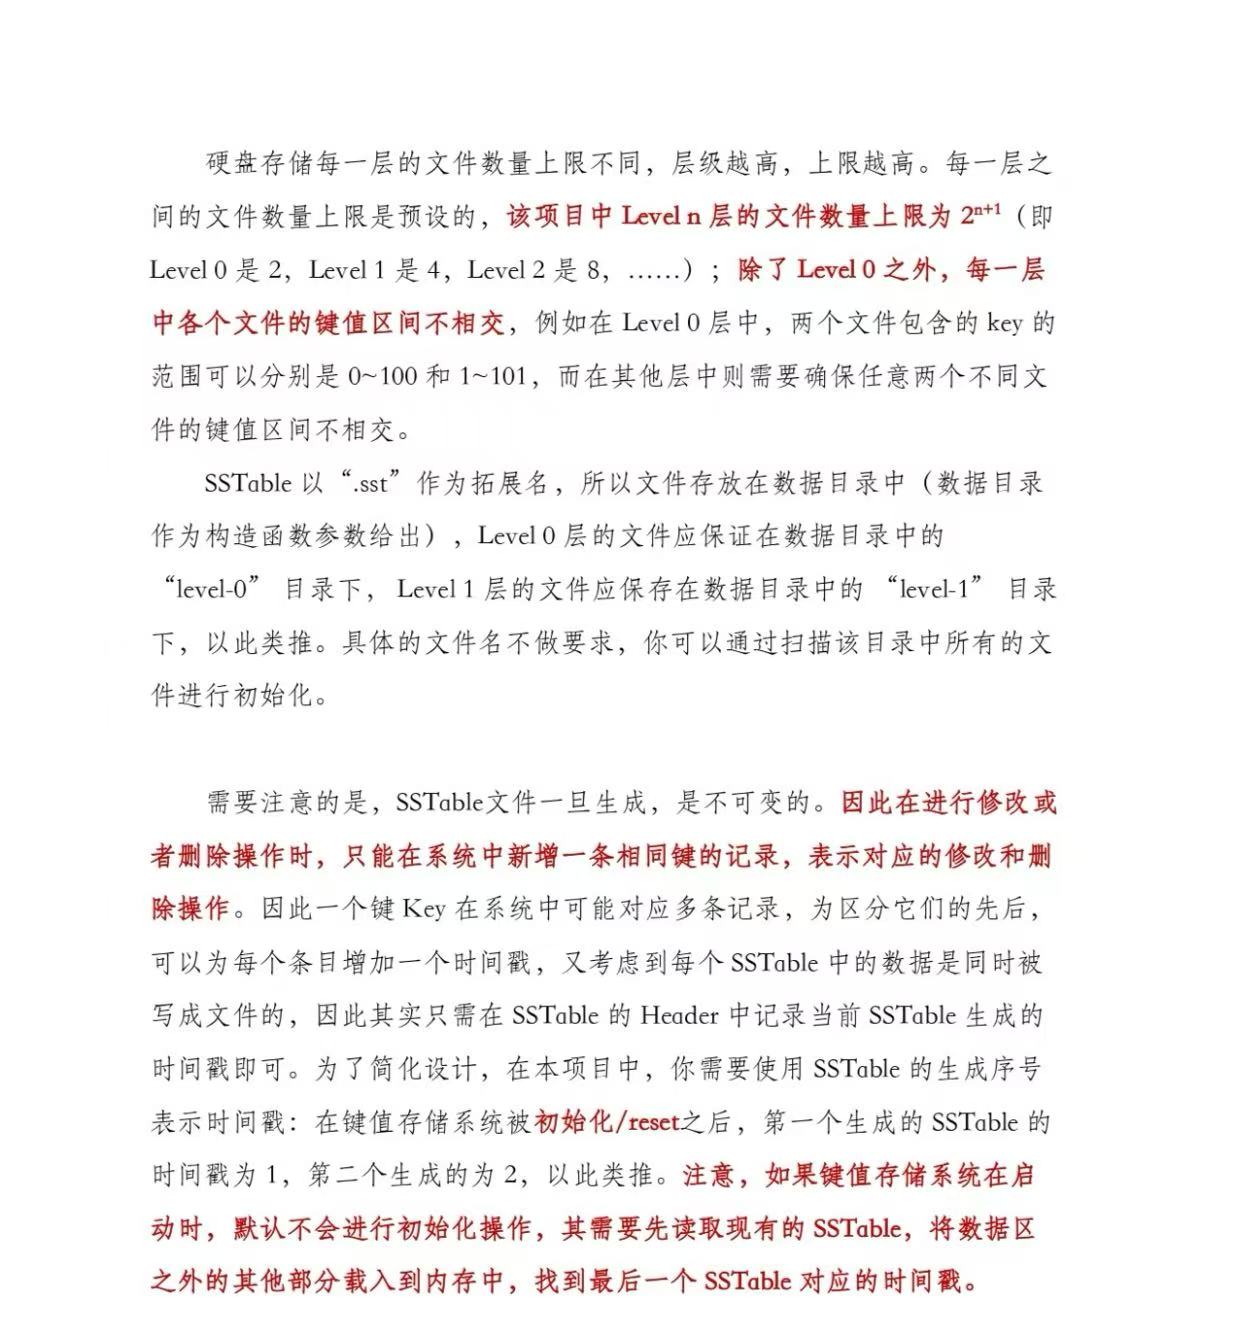 硬盘存储每一层的文件数量上限不同，层级越高，上限越高。每一层之
间的文件数量上限是预设的，该项目中 Level n 层的文件数量上限为 2ⁿ⁺¹（即
Level 0 是 2，Level 1 是 4，Level 2 是 8，……）；除了 Level 0 之外，每一层
中各个文件的键值区间不相交，例如在 Level 0 层中，两个文件包含的 key 的
范围可以分别是 0~100 和 1~101，而在其他层中则需要确保任意两个不同文
件的键值区间不相交。
SSTable 以“.sst”作为拓展名，所以文件存放在数据目录中（数据目录
作为构造函数参数给出），Level 0 层的文件应保证在数据目录中的
“level-0” 目录下， Level 1 层的文件应保存在数据目录中的 “level-1” 目录
下，以此类推。具体的文件名不做要求，你可以通过扫描该目录中所有的文
件进行初始化。
需要注意的是，SSTable文件一旦生成，是不可变的。因此在进行修改或
者删除操作时，只能在系统中新增一条相同键的记录，表示对应的修改和删
除操作。因此一个键 Key 在系统中可能对应多条记录，为区分它们的先后，
可以为每个条目增加一个时间戳，又考虑到每个 SSTable 中的数据是同时被
写成文件的，因此其实只需在 SSTable 的 Header 中记录当前 SSTable 生成的
时间戳即可。为了简化设计，在本项目中，你需要使用 SSTable 的生成序号
表示时间戳：在键值存储系统被初始化/reset之后，第一个生成的 SSTable 的
时间戳为 1，第二个生成的为 2，以此类推。注意，如果键值存储系统在启
动时，默认不会进行初始化操作，其需要先读取现有的 SSTable，将数据区
之外的其他部分载入到内存中，找到最后一个 SSTable 对应的时间戳。